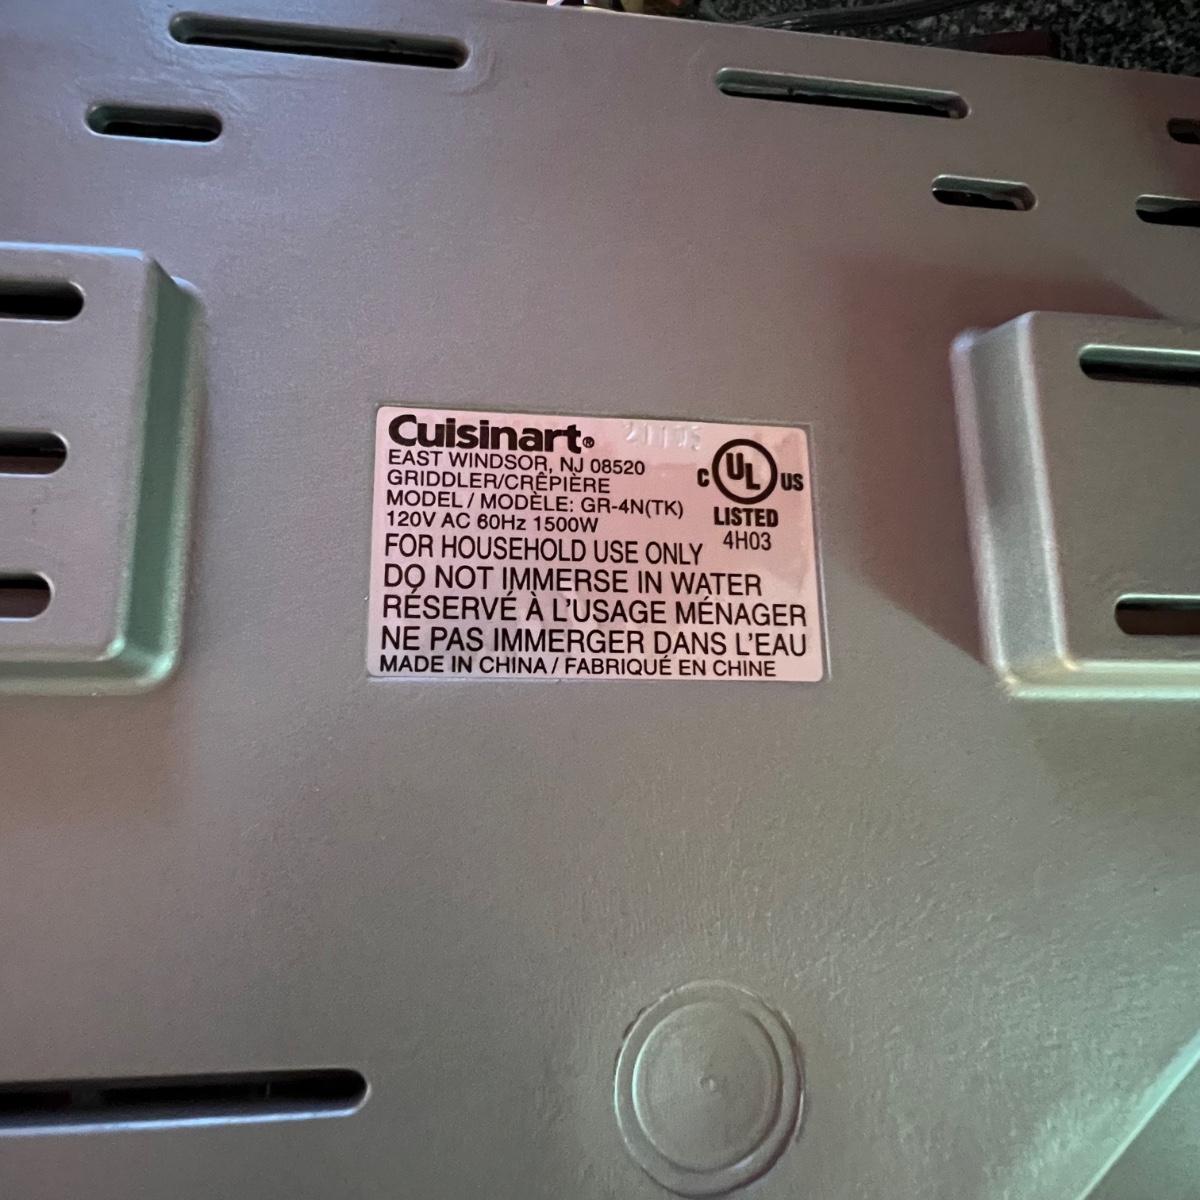 Cuisinart®
EAST WINDSOR, NJ 08520
GRIDDLER/CRÊPIÈRE
MODEL / MODÈLE: GR-4N(TK)
120V AC 60Hz 1500W
FOR HOUSEHOLD USE ONLY
DO NOT IMMERSE IN WATER
RÉSERVÉ À L'USAGE MÉNAGER
NE PAS IMMERGER DANS L'EAU
MADE IN CHINA / FABRIQUÉ EN CHINE
C UL US
LISTED
4H03